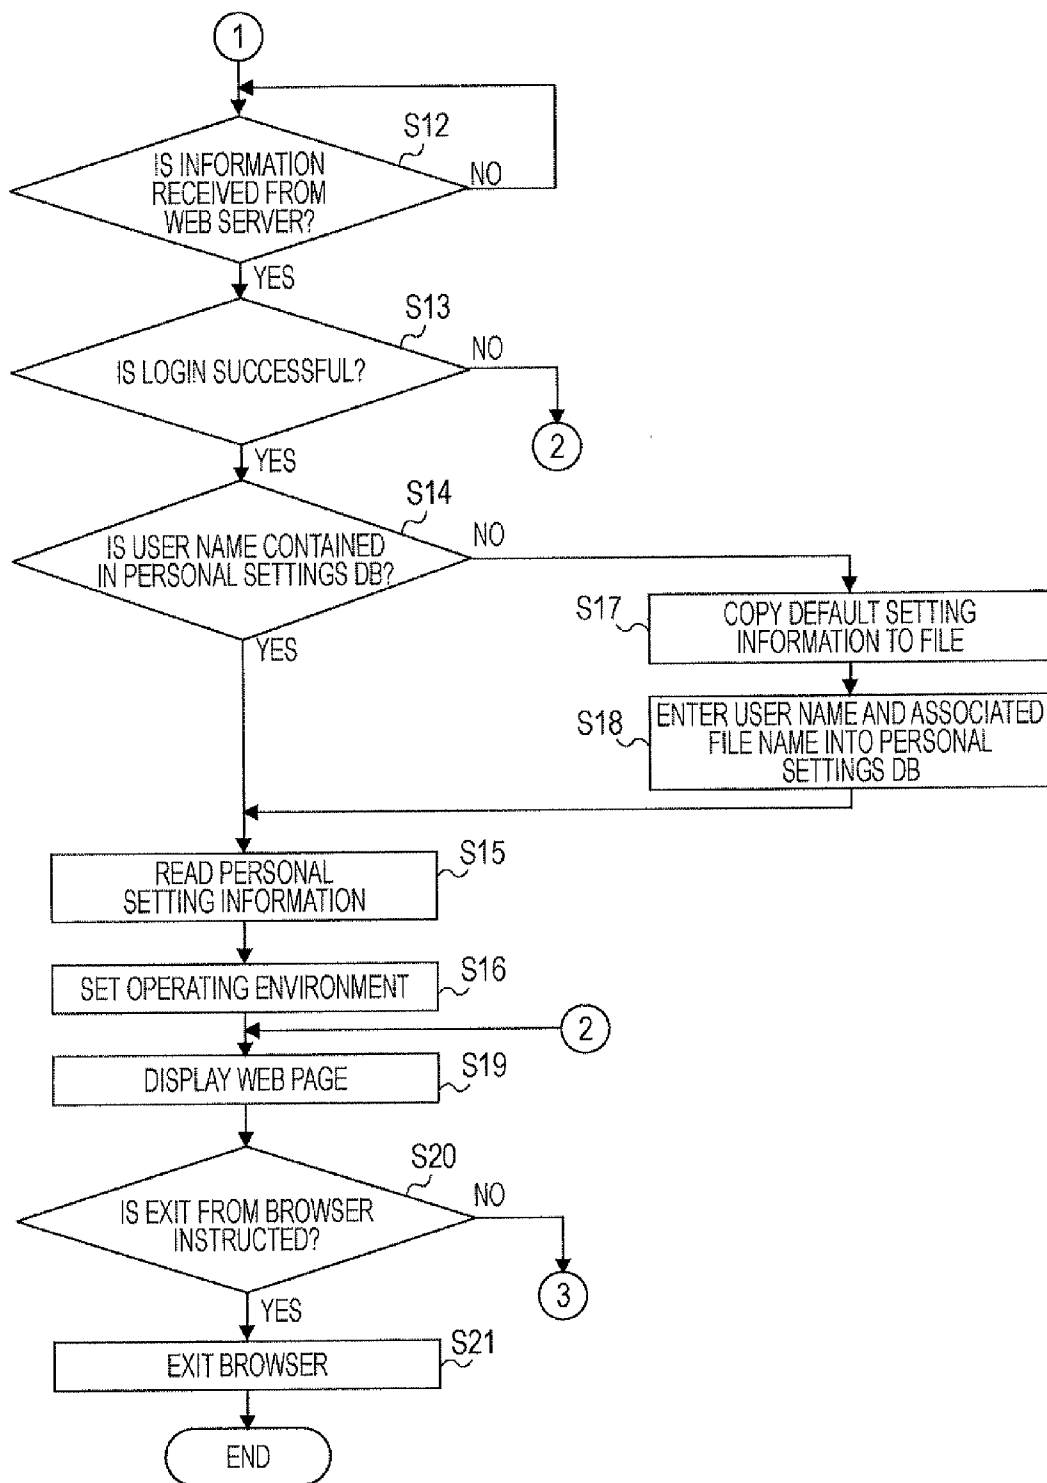 1
S12
IS INFORMATION
RECEIVED FROM
WEB SERVER?
NO
YES
S13
IS LOGIN SUCCESSFUL?
NO
2
YES
S14
IS USER NAME CONTAINED
IN PERSONAL SETTINGS DB?
NO
YES
S17
COPY DEFAULT SETTING
INFORMATION TO FILE
S18
ENTER USER NAME AND ASSOCIATED
FILE NAME INTO PERSONAL
SETTINGS DB
S15
READ PERSONAL
SETTING INFORMATION
S16
SET OPERATING ENVIRONMENT
2
S19
DISPLAY WEB PAGE
S20
IS EXIT FROM BROWSER
INSTRUCTED?
NO
3
YES
S21
EXIT BROWSER
END